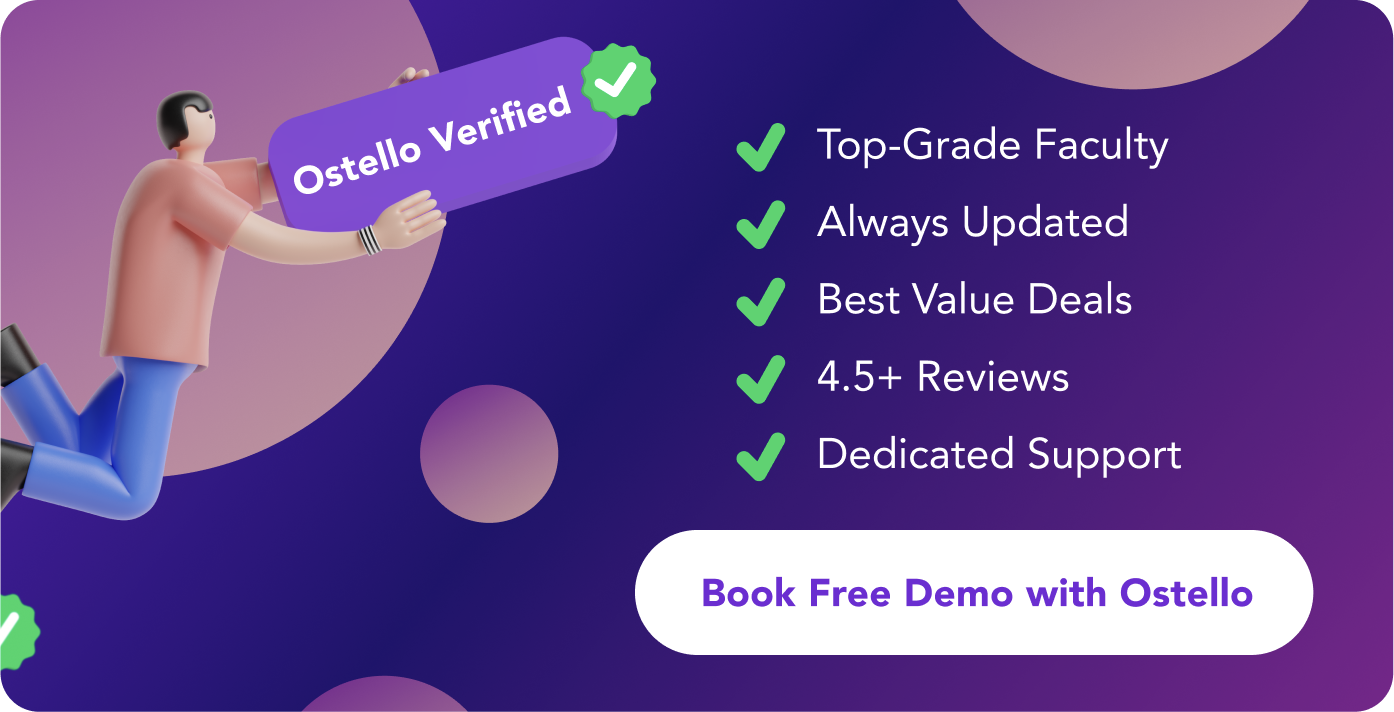 Ostello Verified
Top-Grade Faculty
Always Updated
Best Value Deals
4.5+ Reviews
Dedicated Support
Book Free Demo with Ostello